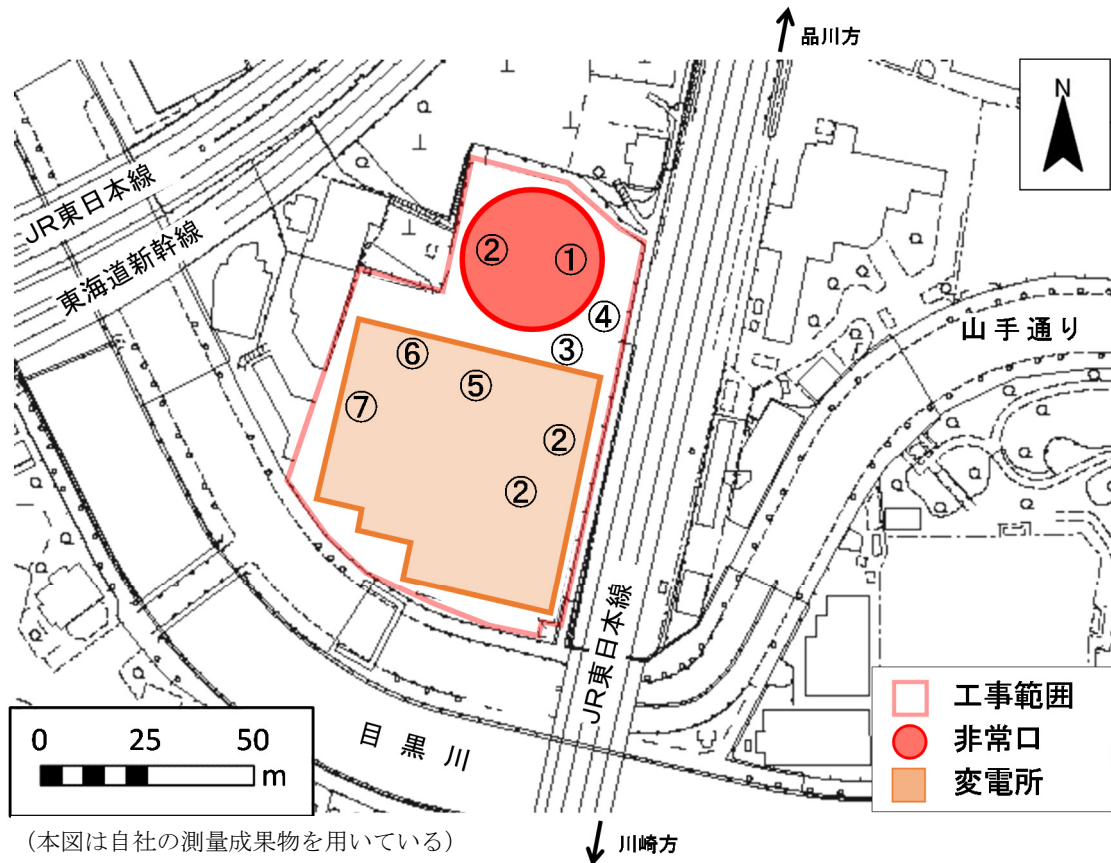 品川方
N
JR東日本線
東海道新幹線
山手通り
②
①
④
③
⑥
⑤
⑦
②
②
JR東日本線
目黒川
工事範囲
非常口
変電所
0 25 50
m
(本図は自社の測量成果物を用いている)
川崎方